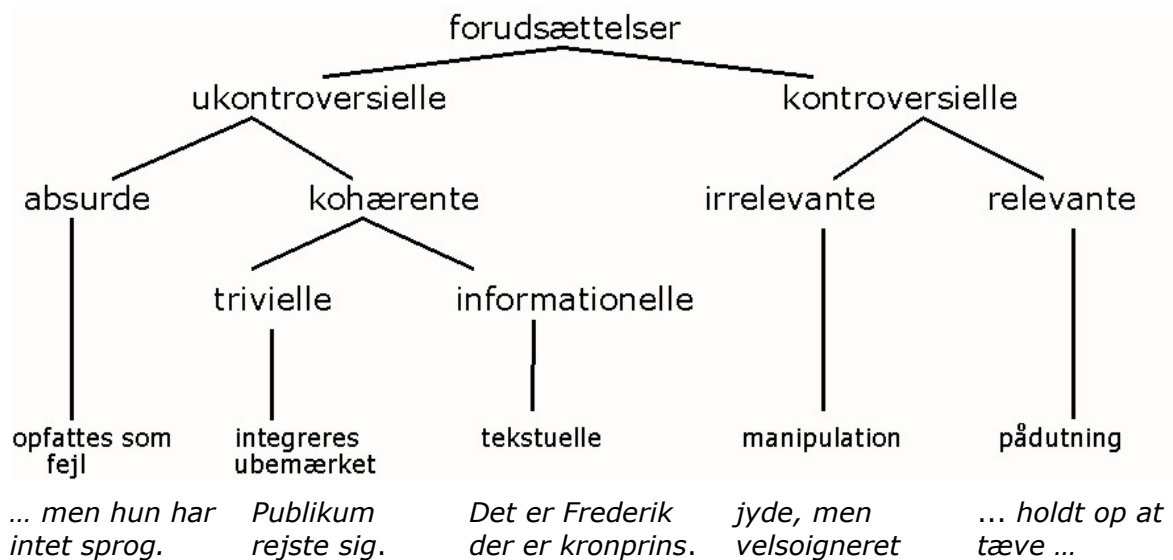 forudsættelser
ukontroversielle kontroversielle
absurde kohærente irrelevante relevante
trivielle informationelle
opfattes som fejl
integreres ubemærket
tekstuelle
manipulation
pådutning
… men hun har intet sprog.
Publikum rejste sig.
Det er Frederik der er kronprins.
jyde, men velsoigneret
... holdt op at tæve …